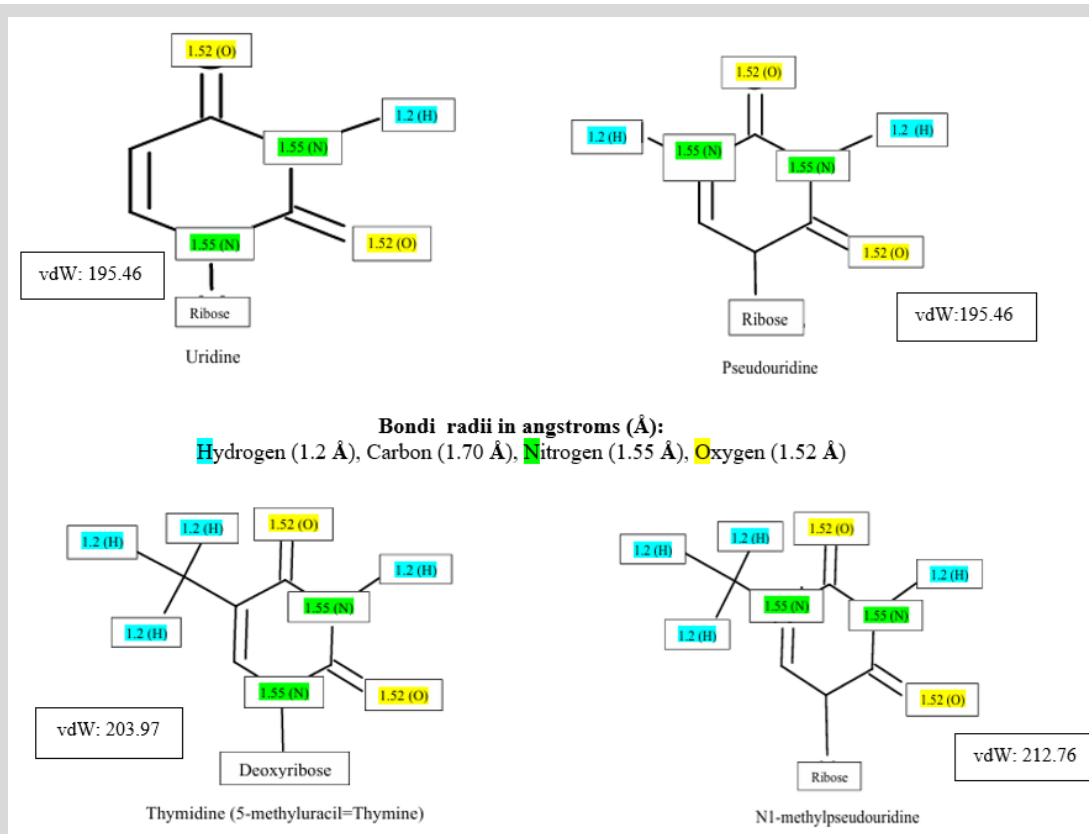 1.52 (O)
1.2 (H)
1.55 (N)
1.55 (N)
1.52 (O)
vdW: 195.46
Ribose
Uridine
1.52 (O)
1.2 (H)
1.2 (H)
1.55 (N)
1.55 (N)
1.52 (O)
Ribose
vdW:195.46
Pseudouridine
Bondi radii in angstroms (Å):
Hydrogen (1.2 Å), Carbon (1.70 Å), Nitrogen (1.55 Å), Oxygen (1.52 Å)
1.52 (O)
1.2 (H)
1.2 (H)
1.2 (H)
1.55 (N)
1.2 (H)
1.55 (N)
1.52 (O)
vdW: 203.97
Deoxyribose
Thymidine (5-methyluracil=Thymine)
1.52 (O)
1.2 (H)
1.2 (H)
1.2 (H)
1.55 (N)
1.55 (N)
1.2 (H)
1.52 (O)
vdW: 212.76
Ribose
N1-methylpseudouridine